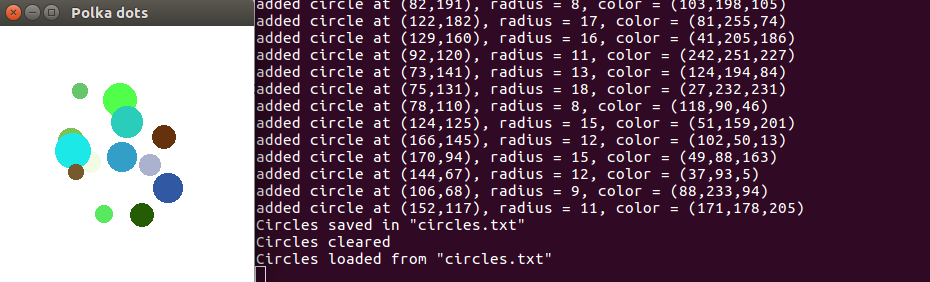 Polka dots
added circle at (82,191), radius = 8, color = (103,198,105)
added circle at (122,182), radius = 17, color = (81,255,74)
added circle at (129,160), radius = 16, color = (41,205,186)
added circle at (92,120), radius = 11, color = (242,251,227)
added circle at (73,141), radius = 13, color = (124,194,84)
added circle at (75,131), radius = 18, color = (27,232,231)
added circle at (78,110), radius = 8, color = (118,90,46)
added circle at (124,125), radius = 15, color = (51,159,201)
added circle at (166,145), radius = 12, color = (102,50,13)
added circle at (170,94), radius = 15, color = (49,88,163)
added circle at (144,67), radius = 12, color = (37,93,5)
added circle at (106,68), radius = 9, color = (88,233,94)
added circle at (152,117), radius = 11, color = (171,178,205)
Circles saved in "circles.txt"
Circles cleared
Circles loaded from "circles.txt"